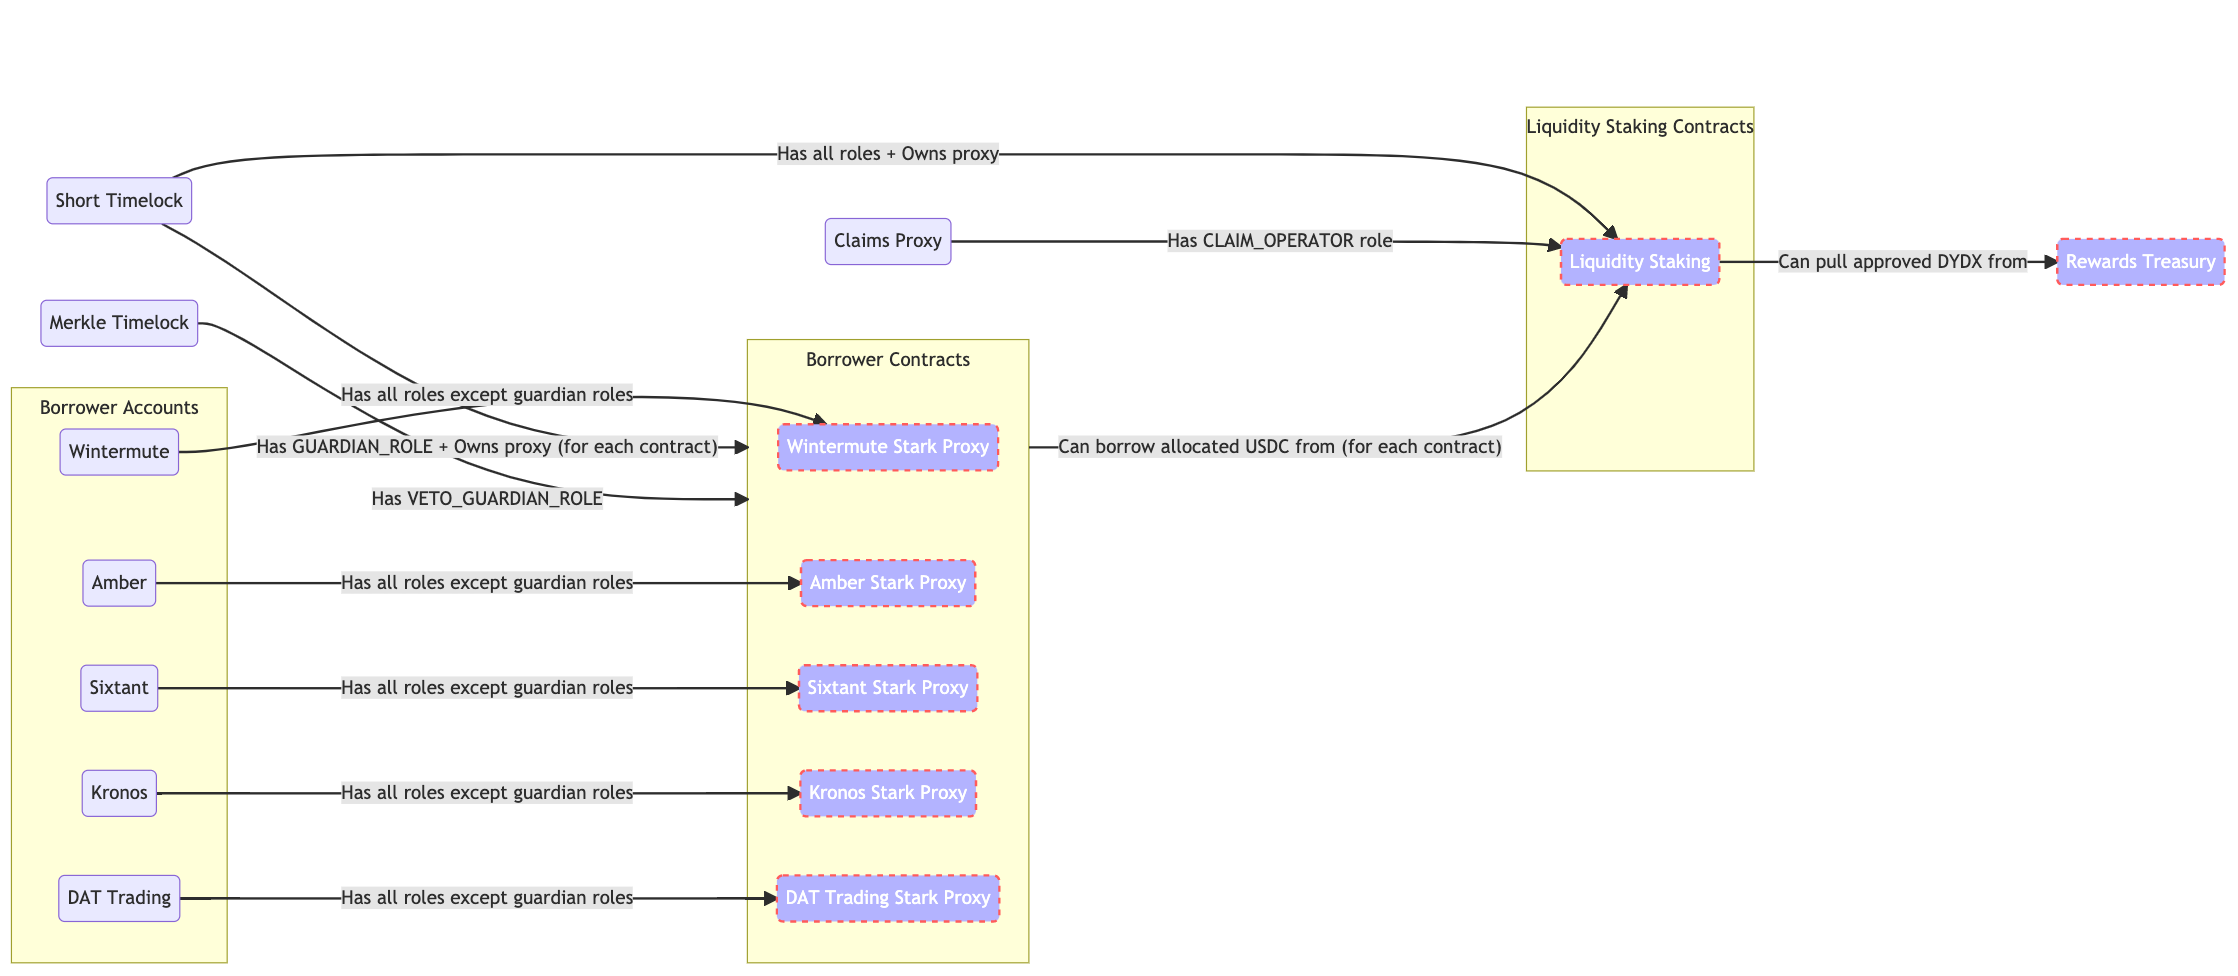 Liquidity Staking Contracts
Has all roles + Owns proxy
Short Timelock
Claims Proxy
Has CLAIM_OPERATOR role
Liquidity Staking
Can pull approved DYDX from
Rewards Treasury
Merkle Timelock
Borrower Contracts
Borrower Accounts
Has all roles except guardian roles
Wintermute
Has GUARDIAN_ROLE + Owns proxy (for each contract)
Wintermute Stark Proxy
Can borrow allocated USDC from (for each contract)
Has VETO_GUARDIAN_ROLE
Amber
Has all roles except guardian roles
Amber Stark Proxy
Sixtant
Has all roles except guardian roles
Sixtant Stark Proxy
Kronos
Has all roles except guardian roles
Kronos Stark Proxy
DAT Trading
Has all roles except guardian roles
DAT Trading Stark Proxy